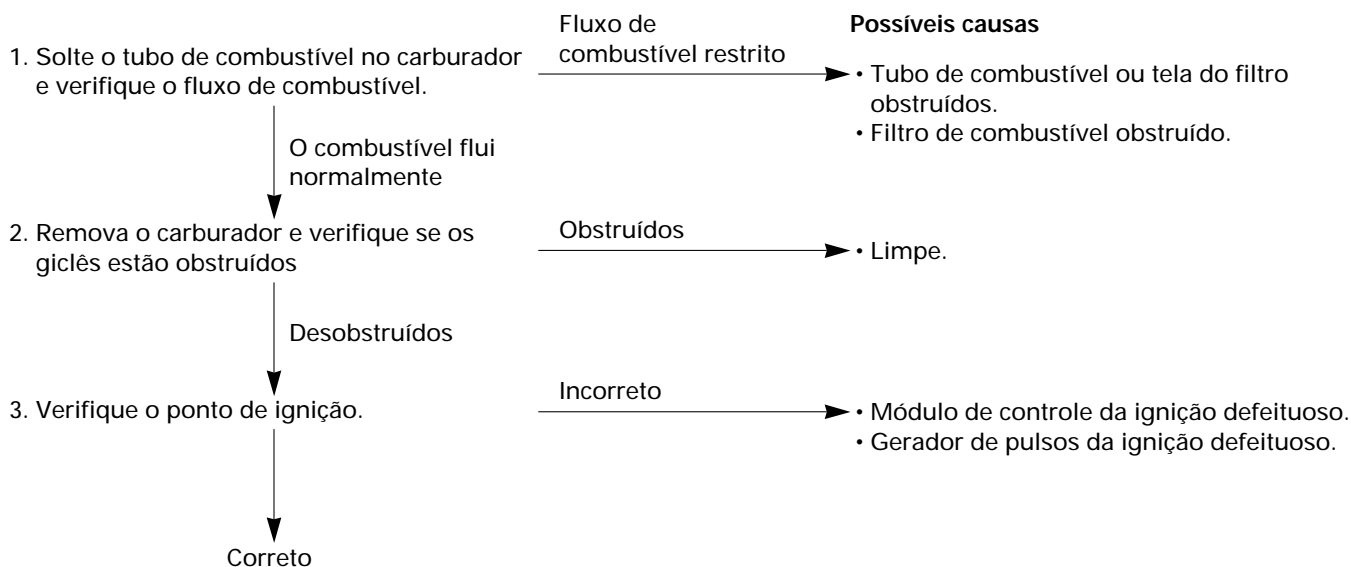 Fluxo de
combustível restrito
Possíveis causas
1. Solte o tubo de combustível no carburador
e verifique o fluxo de combustível.
• Tubo de combustível ou tela do filtro
obstruídos.
• Filtro de combustível obstruído.
O combustível flui
normalmente
2. Remova o carburador e verifique se os
giclês estão obstruídos
Obstruídos
• Limpe.
Desobstruídos
3. Verifique o ponto de ignição.
Incorreto
• Módulo de controle da ignição defeituoso.
• Gerador de pulsos da ignição defeituoso.
Correto